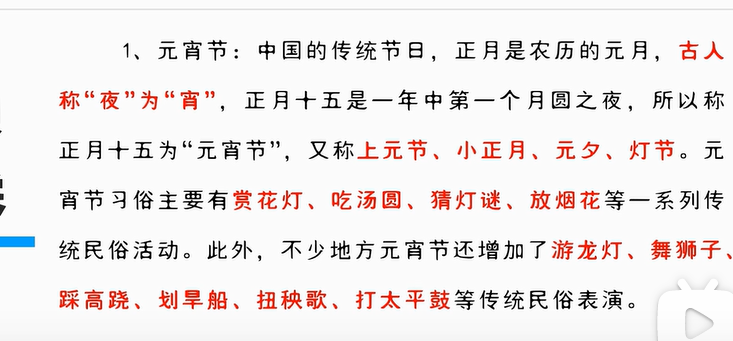 1、元宵节：中国的传统节日，正月是农历的元月，古人
称“夜”为“宵”，正月十五是一年中第一个月圆之夜，所以称
正月十五为“元宵节”，又称上元节、小正月、元夕、灯节。元
宵节习俗主要有赏花灯、吃汤圆、猜灯谜、放烟花等一系列传
统民俗活动。此外，不少地方元宵节还增加了游龙灯、舞狮子、
踩高跷、划旱船、扭秧歌、打太平鼓等传统民俗表演。